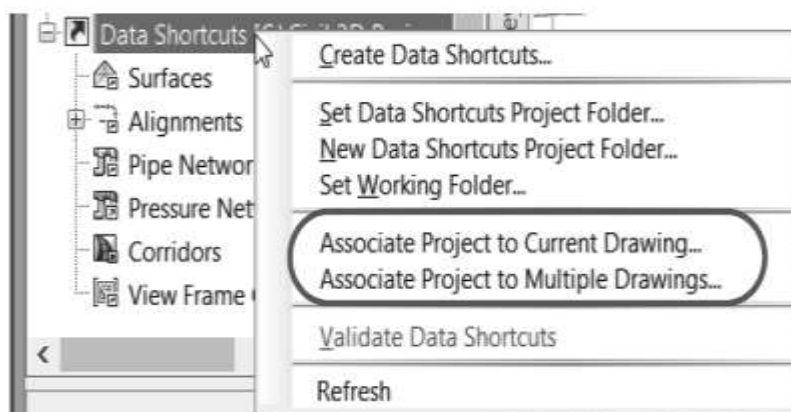 Data Shortcuts
Surfaces
Alignments
Pipe Networ
Pressure Net
Corridors
View Frame
Create Data Shortcuts...
Set Data Shortcuts Project Folder...
New Data Shortcuts Project Folder...
Set Working Folder...
Associate Project to Current Drawing...
Associate Project to Multiple Drawings...
Validate Data Shortcuts
Refresh